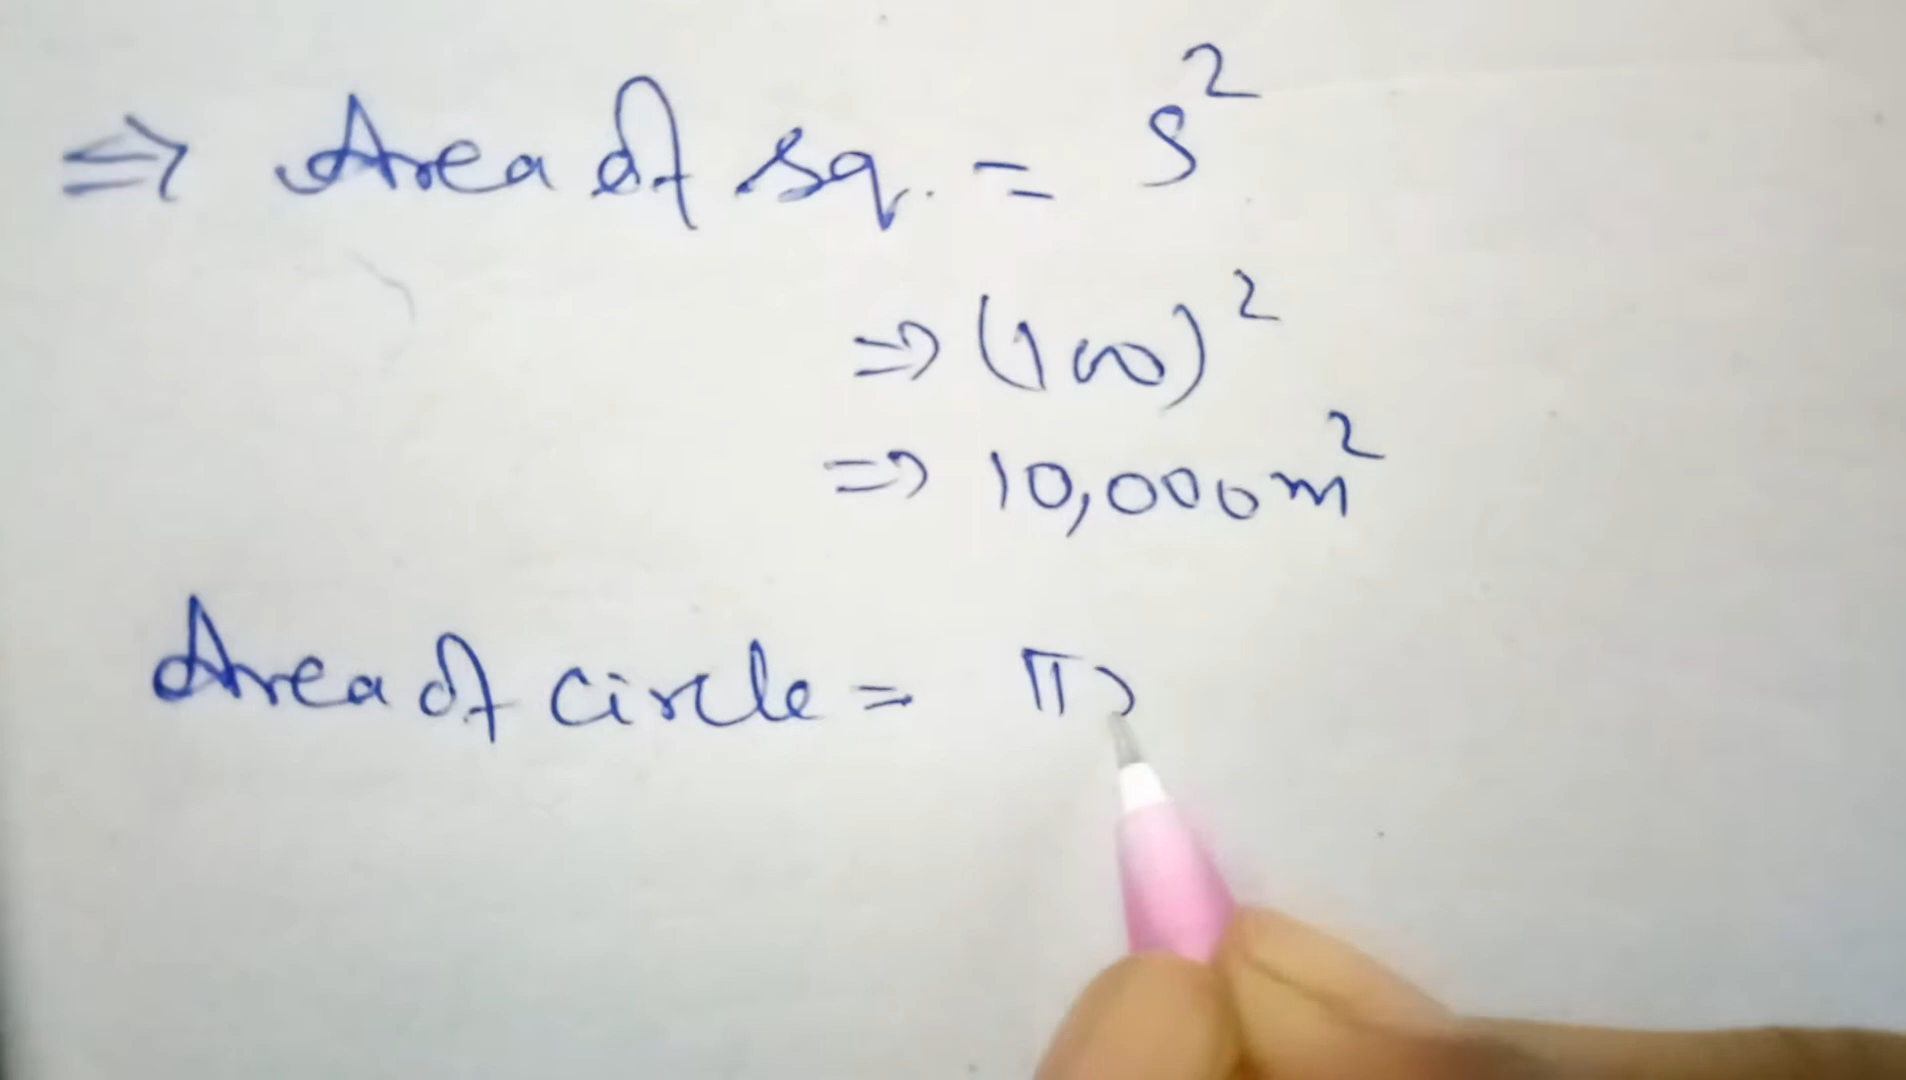 ⇒ Area of sq. = s²
⇒ (100)²
⇒ 10,000m²
Area of circle = π